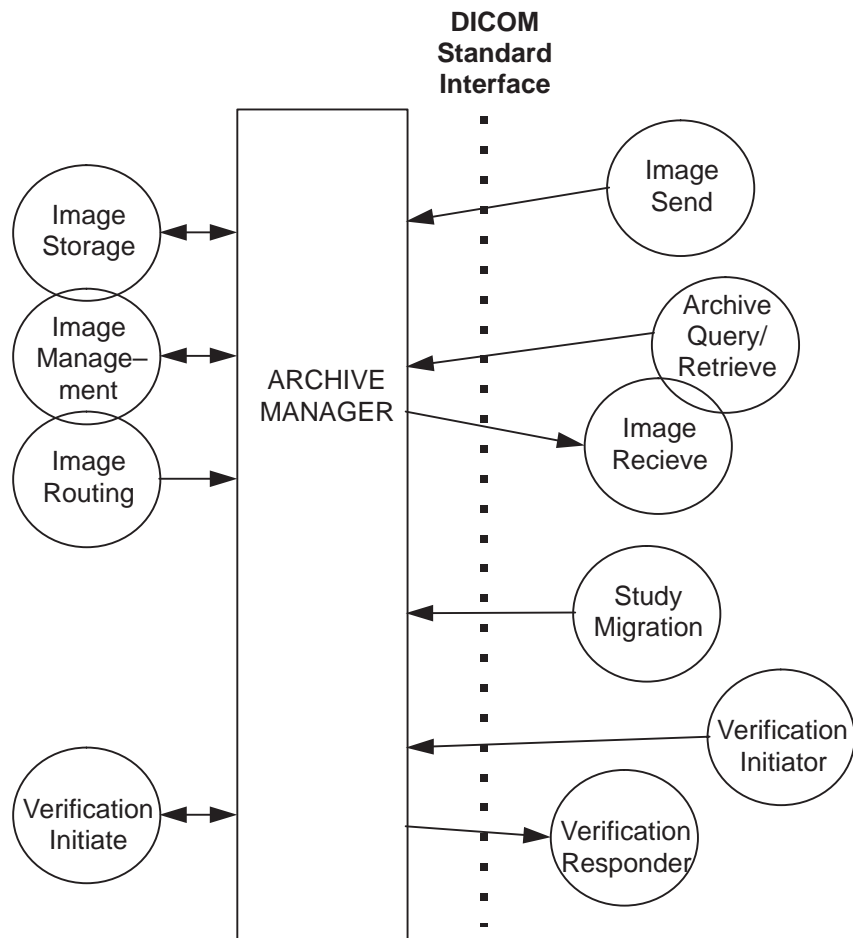 DICOM
Standard
Interface
Image
Send
Image
Storage
Archive
Query/
Retrieve
Image
Manage–
ment
ARCHIVE
MANAGER
Image
Recieve
Image
Routing
Study
Migration
Verification
Initiator
Verification
Initiate
Verification
Responder